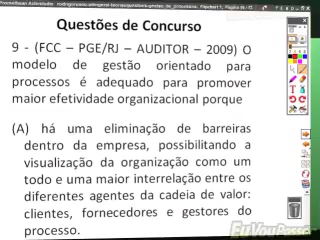 Questões de Concurso
9 - (FCC – PGE/RJ – AUDITOR – 2009) O
modelo de gestão orientado para
processos é adequado para promover
maior efetividade organizacional porque
(A) há uma eliminação de barreiras
dentro da empresa, possibilitando a
visualização da organização como um
todo e uma maior interrelação entre os
diferentes agentes da cadeia de valor:
clientes, fornecedores e gestores do
processo.
EuVouPassar